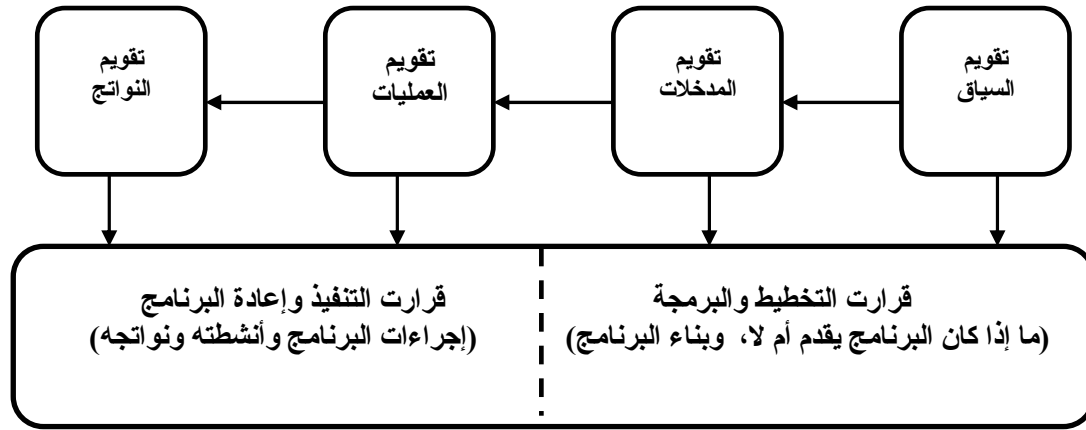 تقويم
السياق
تقويم
المدخلات
تقويم
العمليات
تقويم
النواتج
قرارت التخطيط والبرمجة
(ما إذا كان البرنامج يقدم أم لا، وبناء البرنامج)
قرارت التنفيذ وإعادة البرنامج
(إجراءات البرنامج وأنشطته ونواتجه)